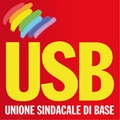 USB
UNIONE SINDACALE DI BASE